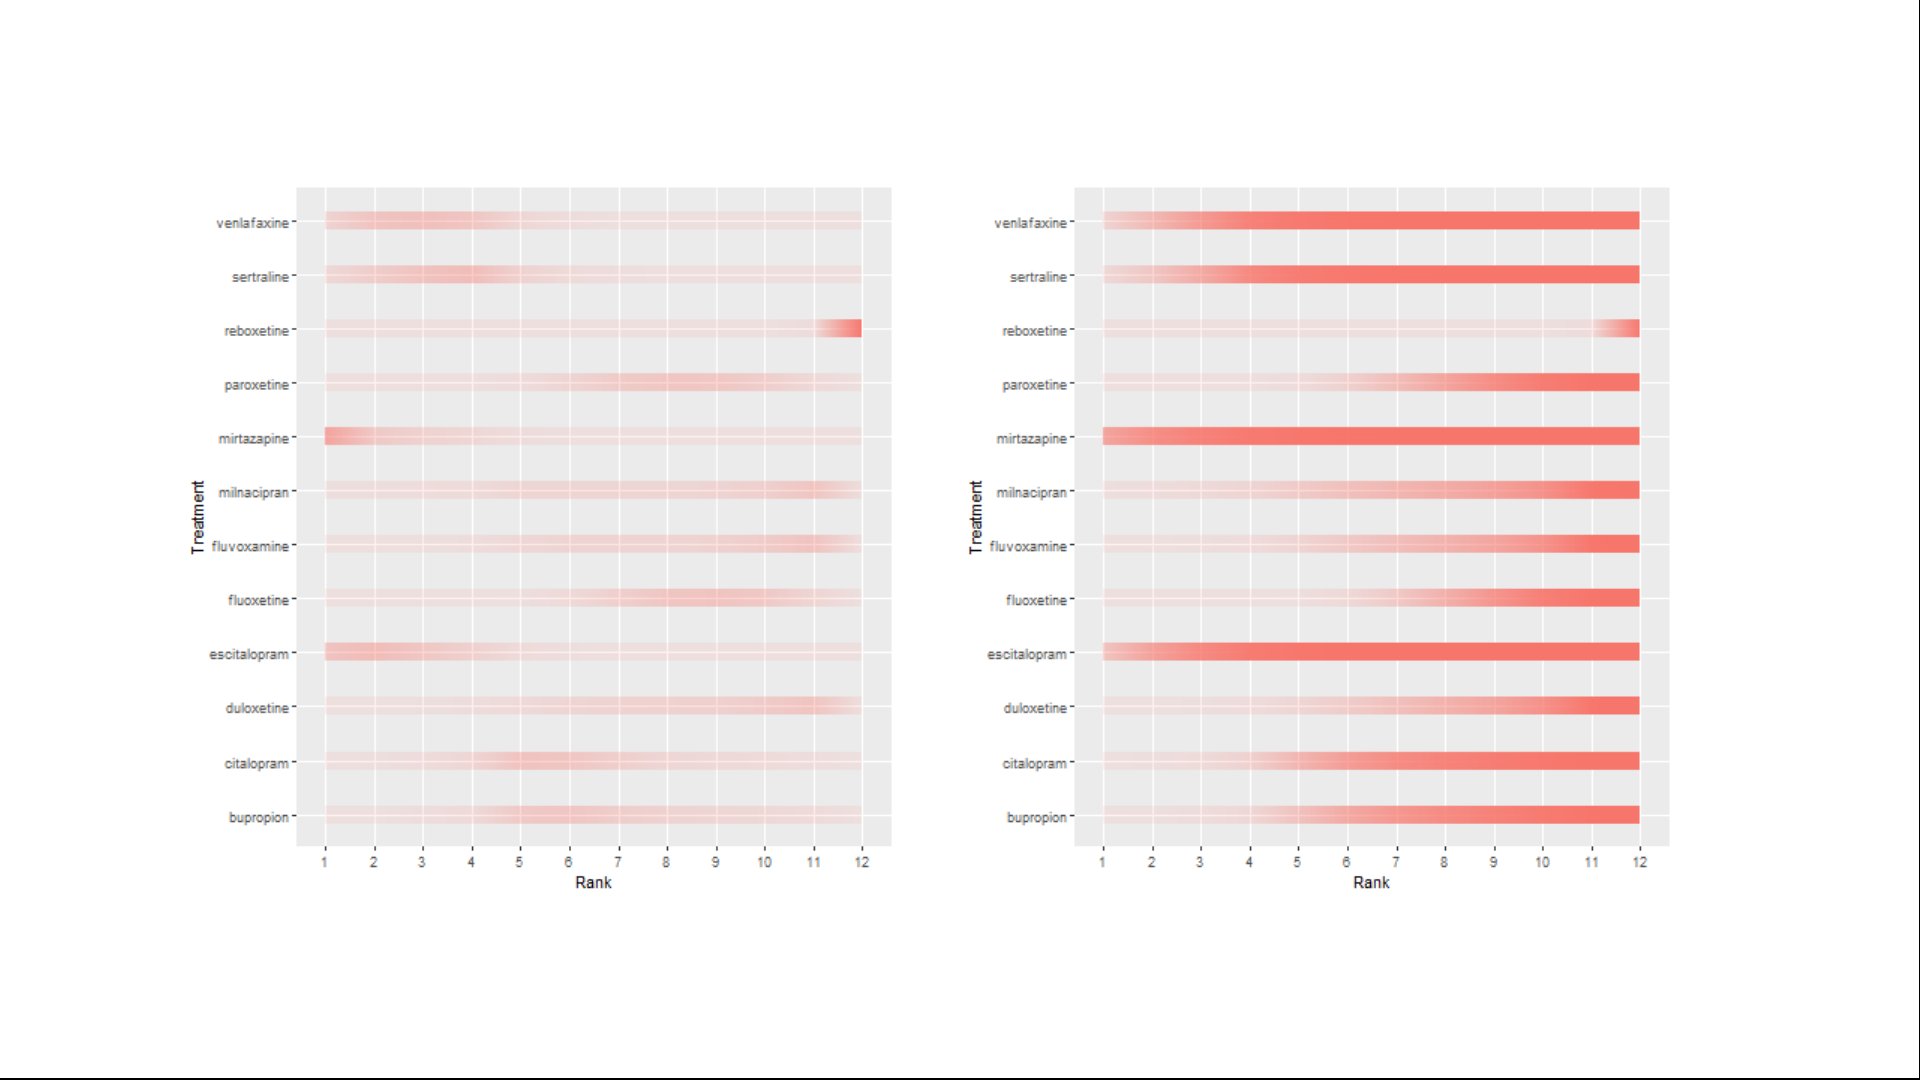 venlafaxine
sertraline
reboxetine
paroxetine
mirtazapine
milnacipran
fluvoxamine
fluoxetine
escitalopram
duloxetine
citalopram
bupropion
Treatment
1 2 3 4 5 6 7 8 9 10 11 12
Rank
venlafaxine
sertraline
reboxetine
paroxetine
mirtazapine
milnacipran
fluvoxamine
fluoxetine
escitalopram
duloxetine
citalopram
bupropion
Treatment
1 2 3 4 5 6 7 8 9 10 11 12
Rank